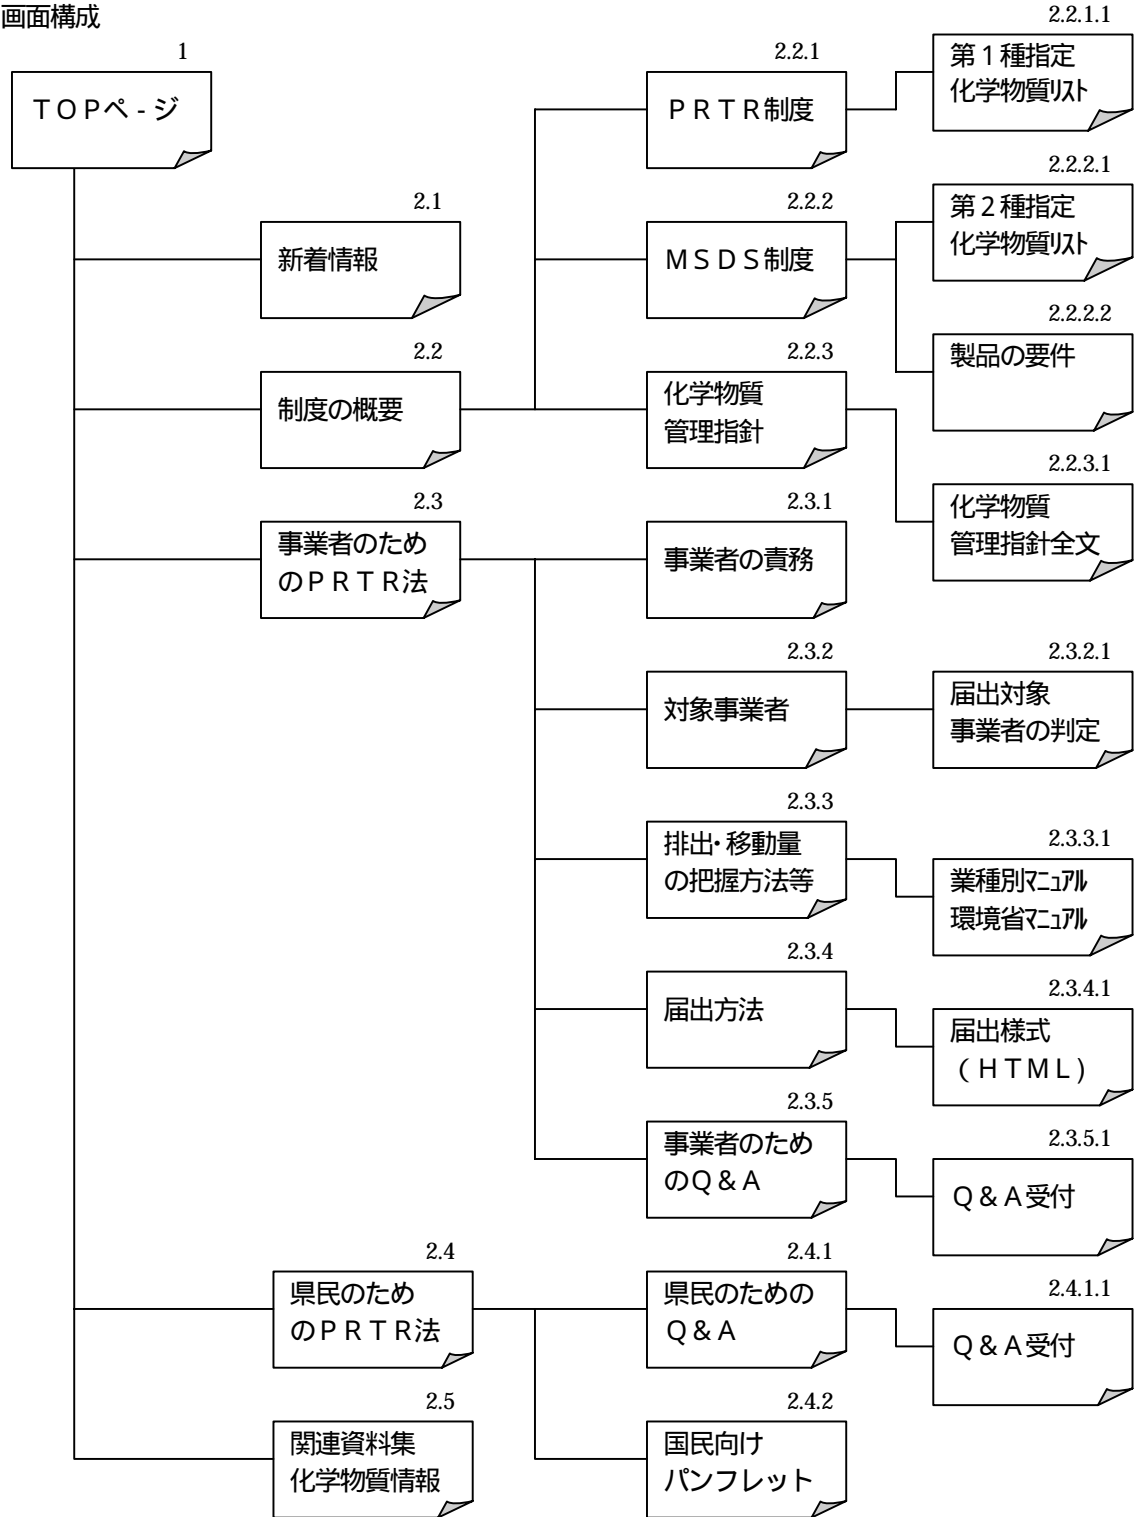 画面構成
1
ＴＯＰペ－ジ
2.1
新着情報
2.2
制度の概要
2.2.1
ＰＲＴＲ制度
2.2.1.1
第１種指定
化学物質ﾘｽﾄ
2.2.2
ＭＳＤＳ制度
2.2.2.1
第２種指定
化学物質ﾘｽﾄ
2.2.2.2
製品の要件
2.2.3
化学物質
管理指針
2.2.3.1
化学物質
管理指針全文
2.3
事業者のため
のＰＲＴＲ法
2.3.1
事業者の責務
2.3.2
対象事業者
2.3.2.1
届出対象
事業者の判定
2.3.3
排出・移動量
の把握方法等
2.3.3.1
業種別ﾏﾆｭｱﾙ
環境省ﾏﾆｭｱﾙ
2.3.4
届出方法
2.3.4.1
届出様式
（ＨＴＭＬ）
2.3.5
事業者のため
のＱ＆Ａ
2.3.5.1
Ｑ＆Ａ受付
2.4
県民のため
のＰＲＴＲ法
2.4.1
県民のための
Ｑ＆Ａ
2.4.1.1
Ｑ＆Ａ受付
2.4.2
国民向け
パンフレット
2.5
関連資料集
化学物質情報